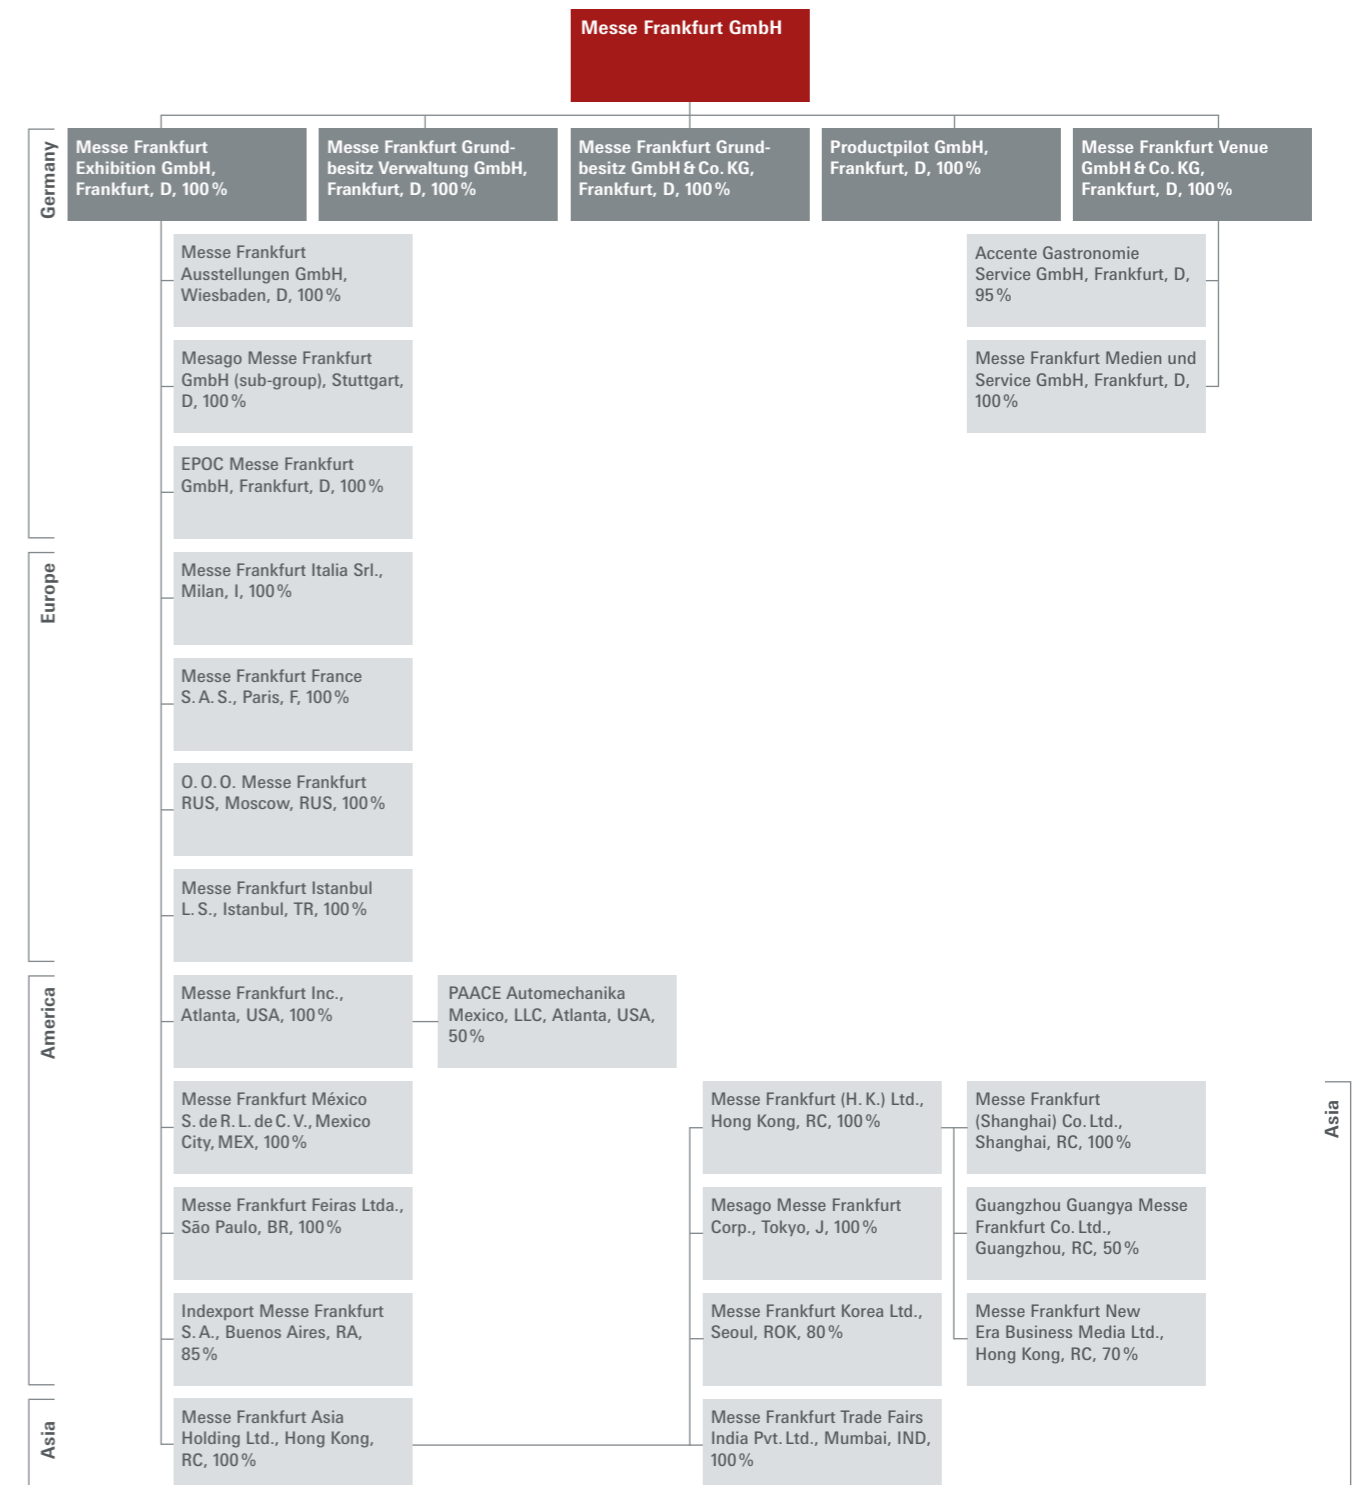 Messe Frankfurt GmbH
Germany
Messe Frankfurt
Exhibition GmbH,
Frankfurt, D, 100 %
Messe Frankfurt Grund-
besitz Verwaltung GmbH,
Frankfurt, D, 100 %
Messe Frankfurt Grund-
besitz GmbH & Co. KG,
Frankfurt, D, 100 %
Productpilot GmbH,
Frankfurt, D, 100 %
Messe Frankfurt Venue
GmbH & Co. KG,
Frankfurt, D, 100 %
Messe Frankfurt
Ausstellungen GmbH,
Wiesbaden, D, 100 %
Accente Gastronomie
Service GmbH, Frankfurt, D,
95 %
Mesago Messe Frankfurt
GmbH (sub-group), Stuttgart,
D, 100 %
Messe Frankfurt Medien und
Service GmbH, Frankfurt, D,
100 %
EPOC Messe Frankfurt
GmbH, Frankfurt, D, 100 %
Europe
Messe Frankfurt Italia Srl.,
Milan, I, 100 %
Messe Frankfurt France
S. A. S., Paris, F, 100 %
O. O. O. Messe Frankfurt
RUS, Moscow, RUS, 100 %
Messe Frankfurt Istanbul
L. S., Istanbul, TR, 100 %
America
Messe Frankfurt Inc.,
Atlanta, USA, 100 %
PAACE Automechanika
Mexico, LLC, Atlanta, USA,
50 %
Messe Frankfurt México
S. de R. L. de C. V., Mexico
City, MEX, 100 %
Messe Frankfurt (H. K.) Ltd.,
Hong Kong, RC, 100 %
Messe Frankfurt
(Shanghai) Co. Ltd.,
Shanghai, RC, 100 %
Asia
Messe Frankfurt Feiras Ltda.,
São Paulo, BR, 100 %
Mesago Messe Frankfurt
Corp., Tokyo, J, 100 %
Guangzhou Guangya Messe
Frankfurt Co. Ltd.,
Guangzhou, RC, 50 %
Indexport Messe Frankfurt
S. A., Buenos Aires, RA,
85 %
Messe Frankfurt Korea Ltd.,
Seoul, ROK, 80 %
Messe Frankfurt New
Era Business Media Ltd.,
Hong Kong, RC, 70 %
Asia
Messe Frankfurt Asia
Holding Ltd., Hong Kong,
RC, 100 %
Messe Frankfurt Trade Fairs
India Pvt. Ltd., Mumbai, IND,
100 %